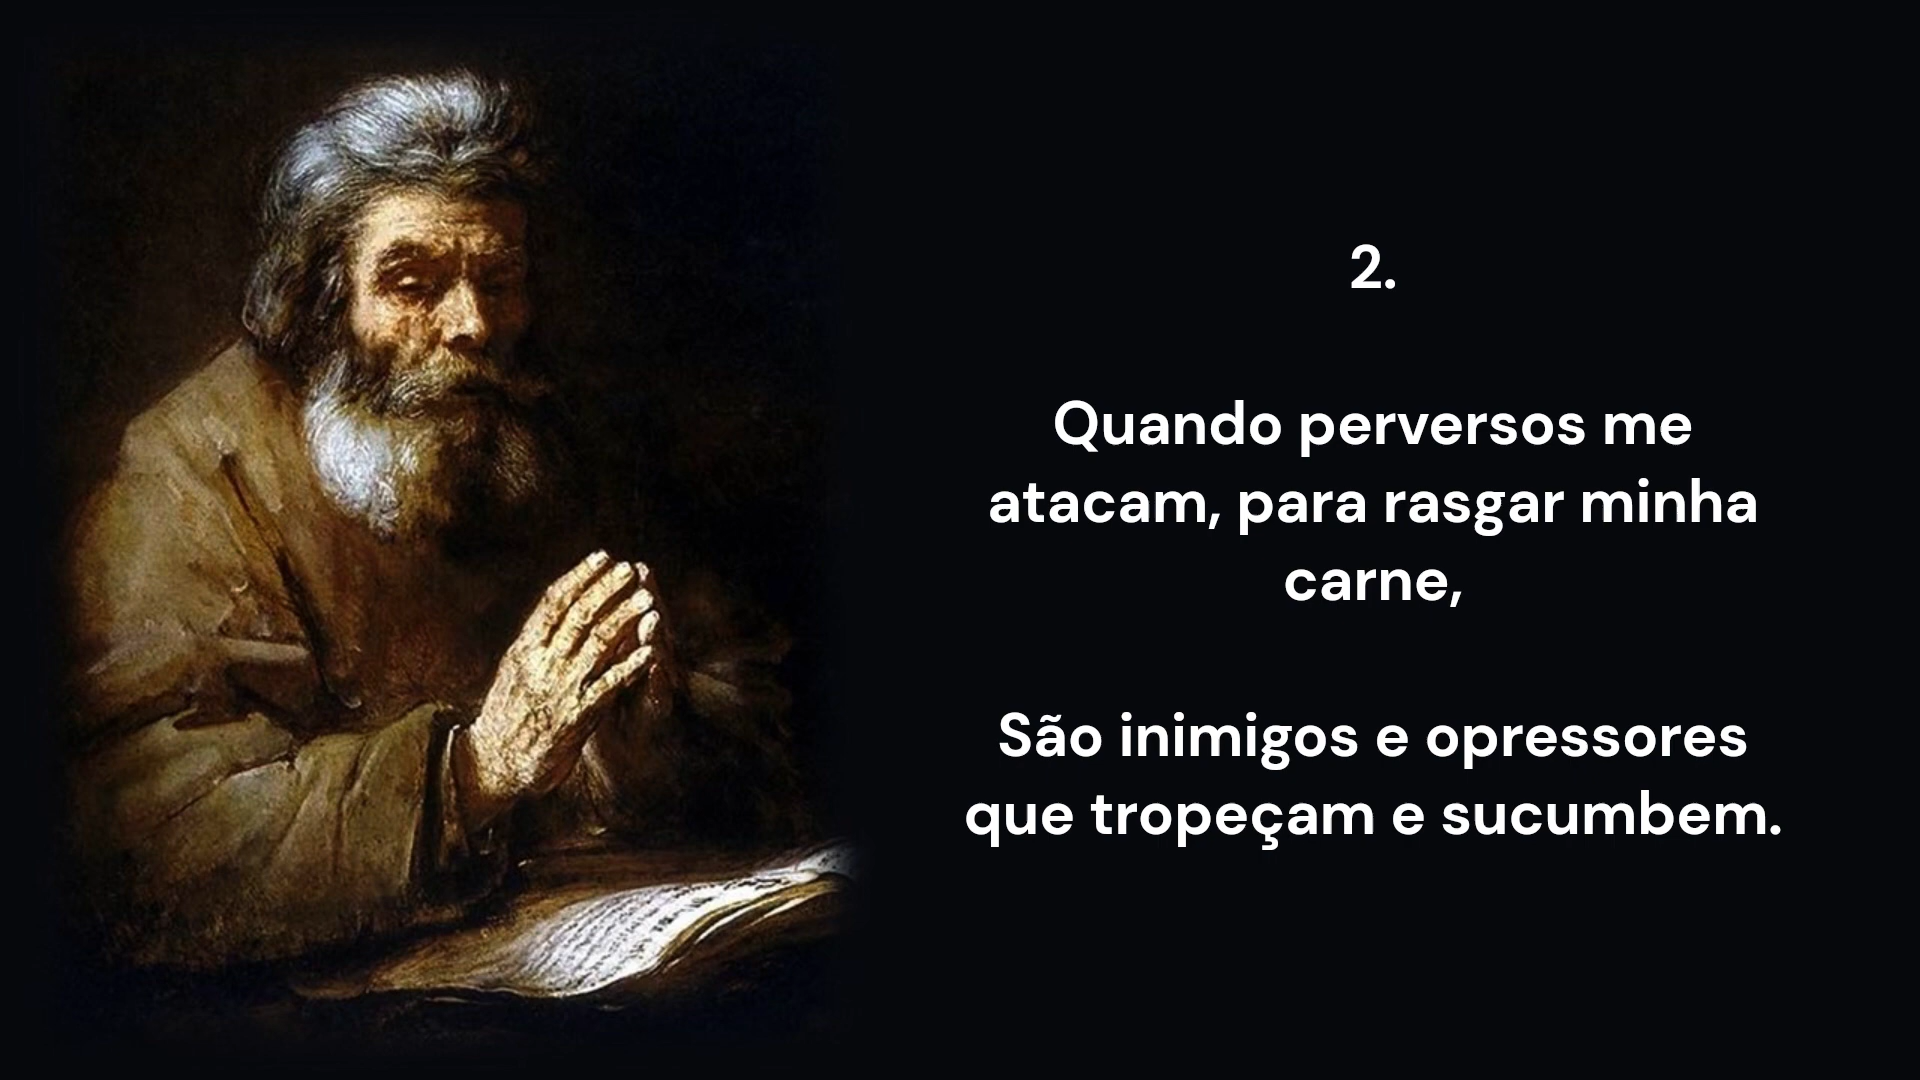 2.
Quando perversos me
atacam, para rasgar minha
carne,
São inimigos e opressores
que tropeçam e sucumbem.